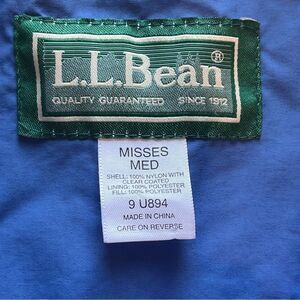 L.L.Bean®
QUALITY GUARANTEED SINCE 1912
MISSES
MED
SHELL: 100% NYLON WITH
CLEAR COATED
LINING: 100% POLYESTER
FILL: 100% POLYESTER
9 U894
MADE IN CHINA
CARE ON REVERSE